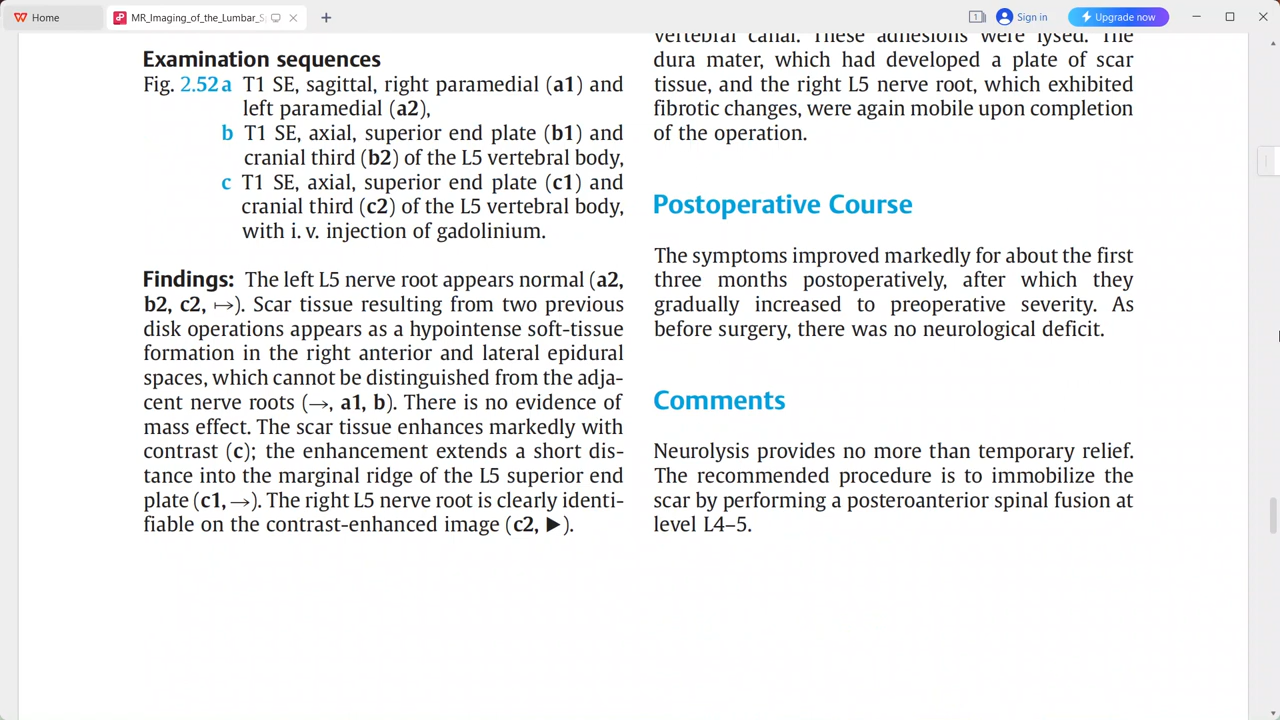 Home
MR_Imaging_of_the_Lumbar_S
1
Sign in
Upgrade now
Examination sequences
Fig. 2.52 a T1 SE, sagittal, right paramedial (a1) and
left paramedial (a2),
b T1 SE, axial, superior end plate (b1) and
cranial third (b2) of the L5 vertebral body,
c T1 SE, axial, superior end plate (c1) and
cranial third (c2) of the L5 vertebral body,
with i. v. injection of gadolinium.
Findings: The left L5 nerve root appears normal (a2,
b2, c2, ↦). Scar tissue resulting from two previous
disk operations appears as a hypointense soft-tissue
formation in the right anterior and lateral epidural
spaces, which cannot be distinguished from the adja-
cent nerve roots (→, a1, b). There is no evidence of
mass effect. The scar tissue enhances markedly with
contrast (c); the enhancement extends a short dis-
tance into the marginal ridge of the L5 superior end
plate (c1, →). The right L5 nerve root is clearly identi-
fiable on the contrast-enhanced image (c2, ▶).
vertebral canal. These adhesions were lysed. The
dura mater, which had developed a plate of scar
tissue, and the right L5 nerve root, which exhibited
fibrotic changes, were again mobile upon completion
of the operation.
Postoperative Course
The symptoms improved markedly for about the first
three months postoperatively, after which they
gradually increased to preoperative severity. As
before surgery, there was no neurological deficit.
Comments
Neurolysis provides no more than temporary relief.
The recommended procedure is to immobilize the
scar by performing a posteroanterior spinal fusion at
level L4–5.